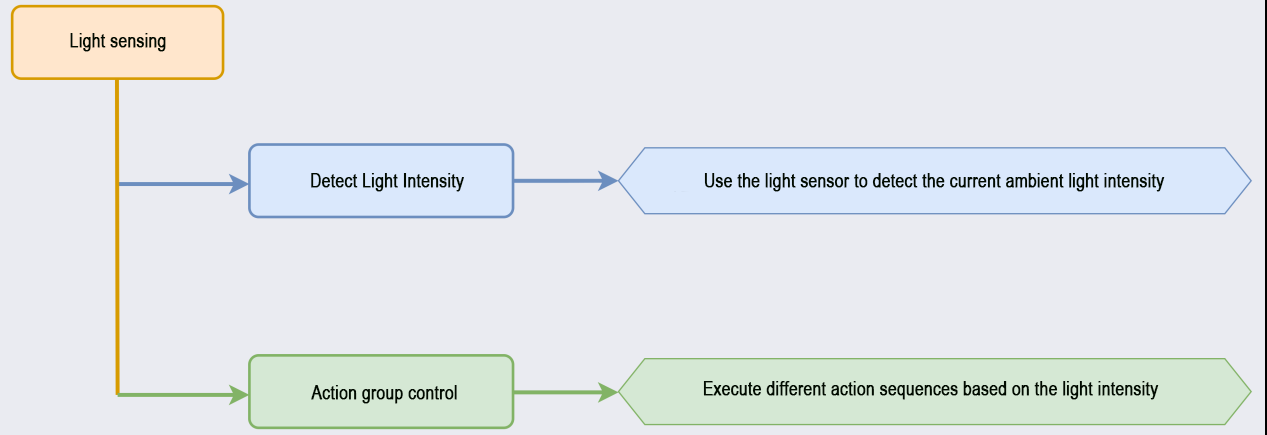 Light sensing
Detect Light Intensity
Use the light sensor to detect the current ambient light intensity
Action group control
Execute different action sequences based on the light intensity